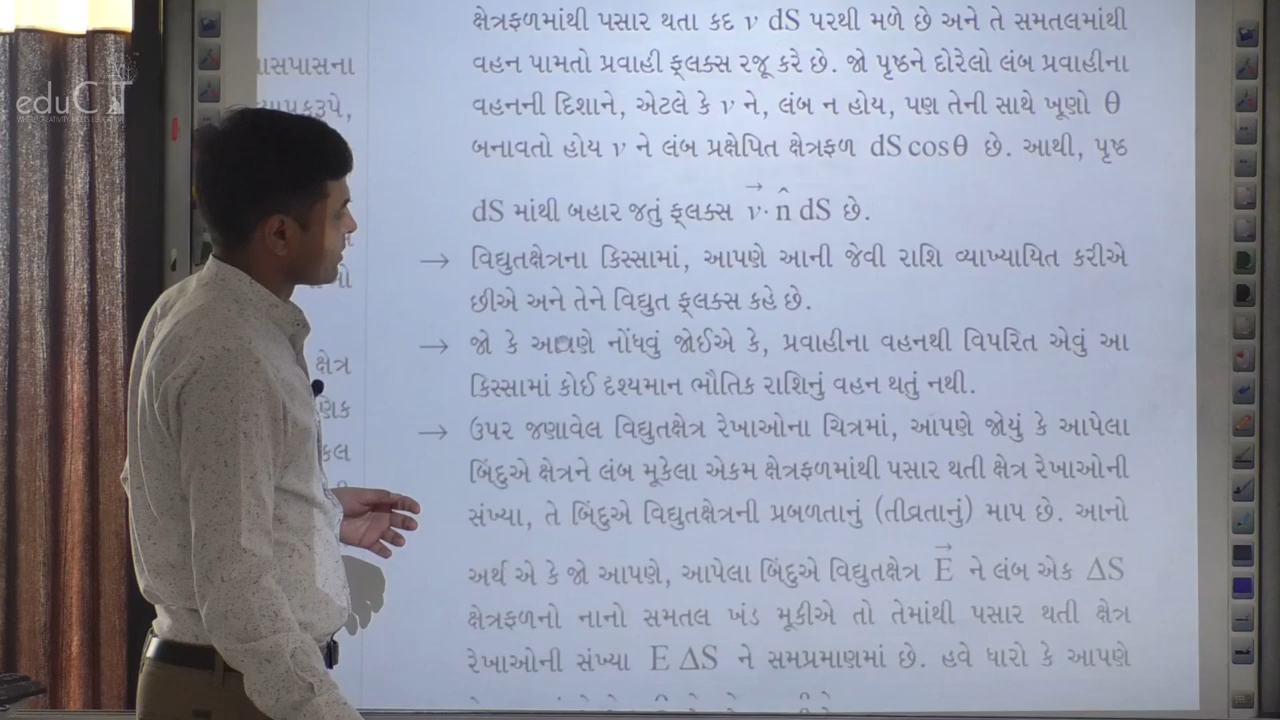 eduCAT
ક્ષેત્રફળમાંથી પસાર થતા કદ v dS પરથી મળે છે અને તે સમતલમાંથી
વહન પામતો પ્રવાહી ફ્લક્સ રજૂ કરે છે. જો પૃષ્ઠને દોરેલો લંબ પ્રવાહીના
વહનની દિશાને, એટલે કે v ને, લંબ ન હોય, પણ તેની સાથે ખૂણો θ
બનાવતો હોય v ને લંબ પ્રક્ષેપિત ક્ષેત્રફળ dS cosθ છે. આથી, પૃષ્ઠ
dS માંથી બહાર જતું ફ્લક્સ v⃗ · n̂ dS છે.
→ વિદ્યુતક્ષેત્રના કિસ્સામાં, આપણે આની જેવી રાશિ વ્યાખ્યાયિત કરીએ
છીએ અને તેને વિદ્યુત ફ્લક્સ કહે છે.
→ જો કે આપણે નોંધવું જોઈએ કે, પ્રવાહીના વહનથી વિપરિત એવું આ
કિસ્સામાં કોઈ દૃશ્યમાન ભૌતિક રાશિનું વહન થતું નથી.
→ ઉપર જણાવેલ વિદ્યુતક્ષેત્ર રેખાઓના ચિત્રમાં, આપણે જોયું કે આપેલા
બિંદુએ ક્ષેત્રને લંબ મૂકેલા એકમ ક્ષેત્રફળમાંથી પસાર થતી ક્ષેત્ર રેખાઓની
સંખ્યા, તે બિંદુએ વિદ્યુતક્ષેત્રની પ્રબળતાનું (તીવ્રતાનું) માપ છે. આનો
અર્થ એ કે જો આપણે, આપેલા બિંદુએ વિદ્યુતક્ષેત્ર E⃗ ને લંબ એક ΔS
ક્ષેત્રફળનો નાનો સમતલ ખંડ મૂકીએ તો તેમાંથી પસાર થતી ક્ષેત્ર
રેખાઓની સંખ્યા E ΔS ને સમપ્રમાણમાં છે. હવે ધારો કે આપણે